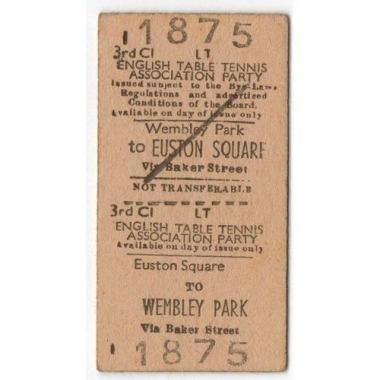 1875
3rd Cl LT
ENGLISH TABLE TENNIS
ASSOCIATION PARTY
Issued subject to the Bye-Laws,
Regulations and advertised
Conditions of the Board.
Available on day of issue only
Wembley Park
to EUSTON SQUARE
Via Baker Street
NOT TRANSFERABLE
3rd Cl LT
ENGLISH TABLE TENNIS
ASSOCIATION PARTY
Available on day of issue only
Euston Square
TO
WEMBLEY PARK
Via Baker Street
1875